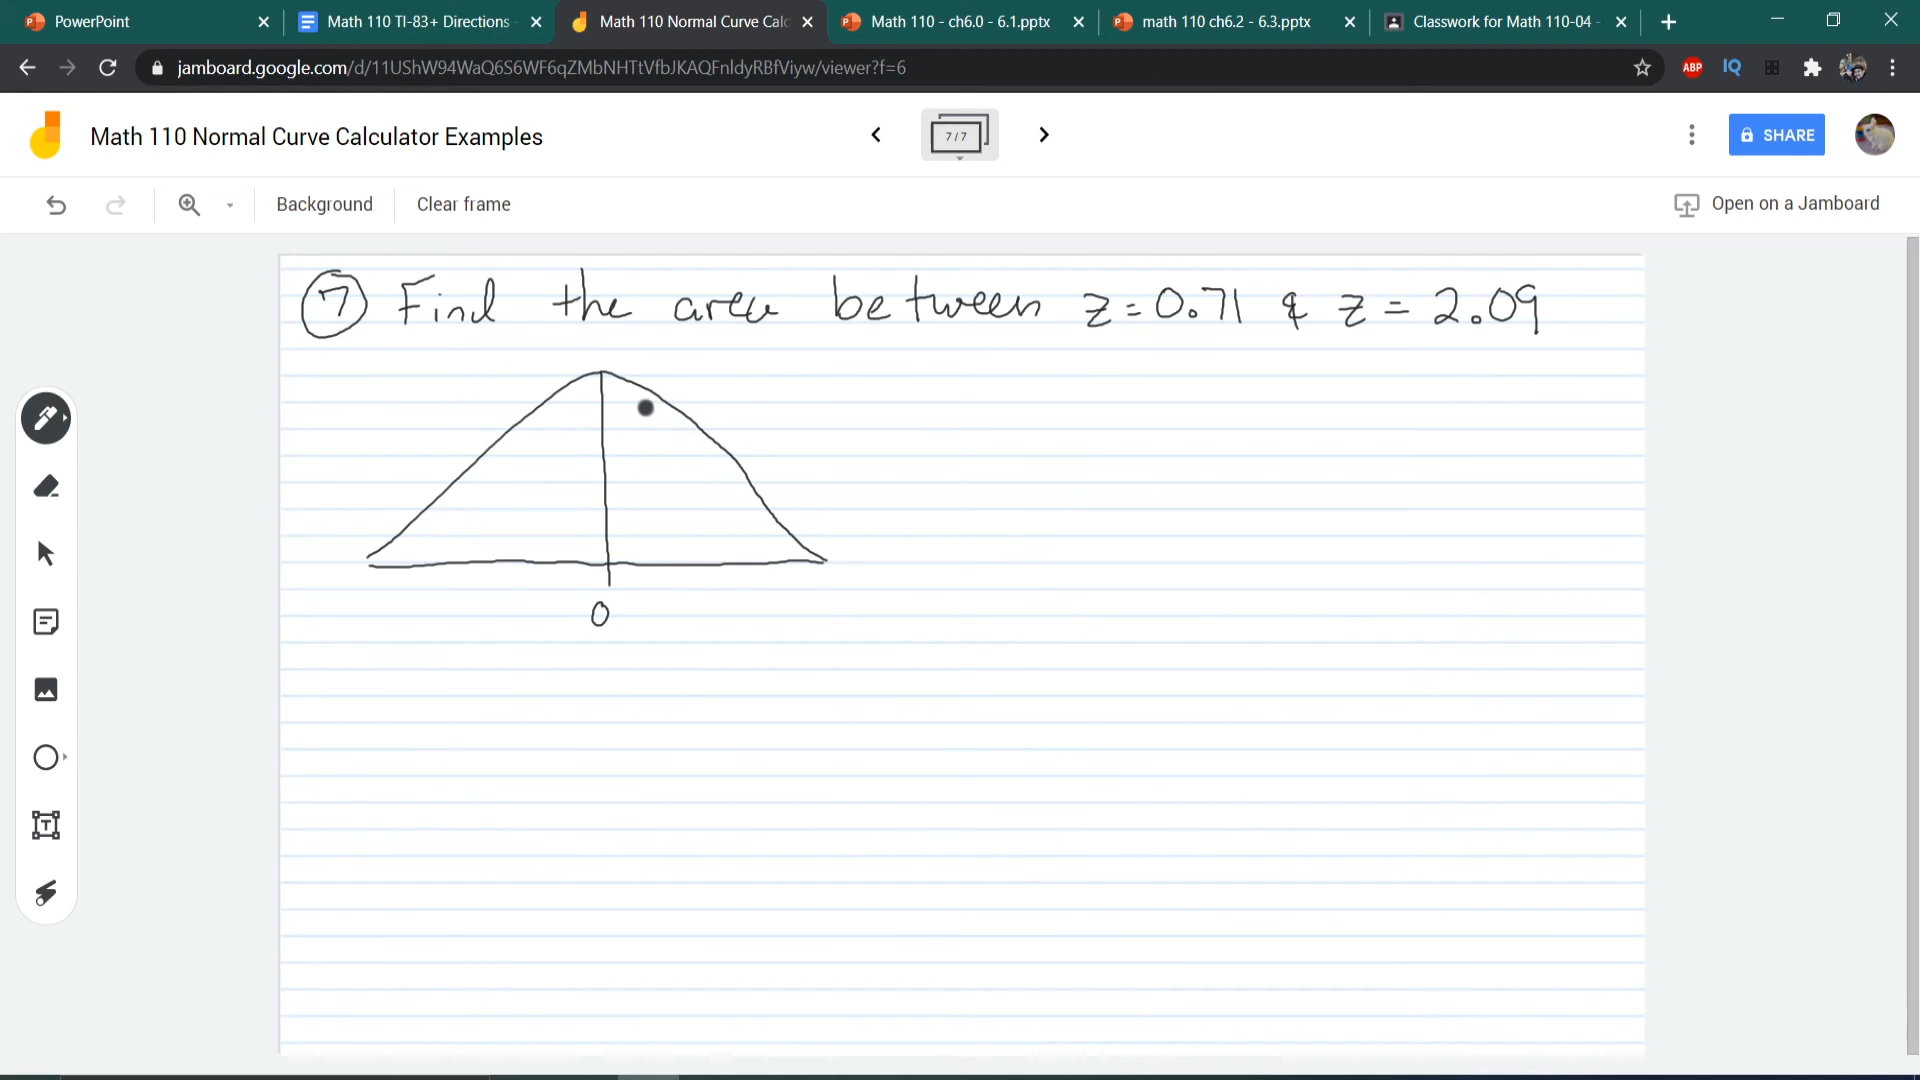 PowerPoint
Math 110 TI-83+ Directions
Math 110 Normal Curve Calc
Math 110 - ch6.0 - 6.1.pptx
math 110 ch6.2 - 6.3.pptx
Classwork for Math 110-04 -
jamboard.google.com/d/11UShW94WaQ6S6WF6qZMbNHTtVfbJKAQFnldyRBfViyw/viewer?f=6
ABP
IQ
Math 110 Normal Curve Calculator Examples
7/7
SHARE
Background
Clear frame
Open on a Jamboard
7 Find the area between z=0.71 & z = 2.09
0
T